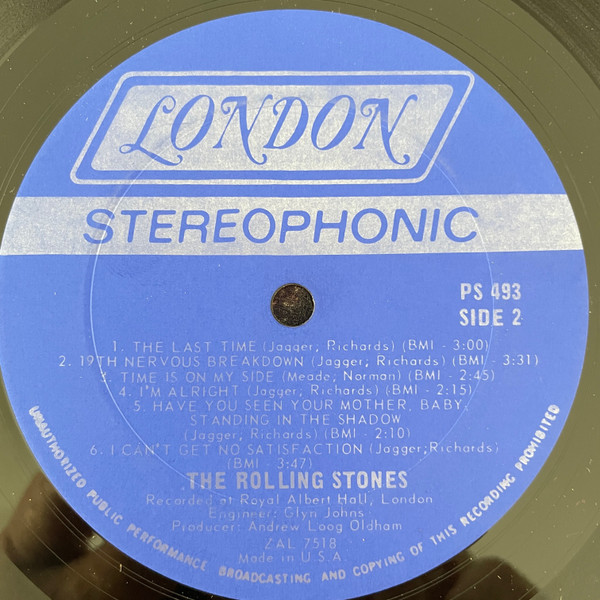 LONDON
STEREOPHONIC
PS 493
SIDE 2
1. THE LAST TIME (Jagger; Richards) (BMI - 3:00)
2. 19TH NERVOUS BREAKDOWN (Jagger; Richards) (BMI - 3:31)
3. TIME IS ON MY SIDE (Meade; Norman) (BMI - 2:45)
4. I'M ALRIGHT (Jagger; Richards) (BMI - 2:15)
5. HAVE YOU SEEN YOUR MOTHER, BABY,
STANDING IN THE SHADOW
(Jagger; Richards) (BMI - 2:10)
6. I CAN'T GET NO SATISFACTION (Jagger;Richards)
(BMI - 3:47)
THE ROLLING STONES
Recorded at Royal Albert Hall, London
Engineer: Glyn Johns
Producer: Andrew Loog Oldham
ZAL 7518
Made in U.S.A.
UNAUTHORIZED PUBLIC PERFORMANCE BROADCASTING AND COPYING OF THIS RECORDING PROHIBITED